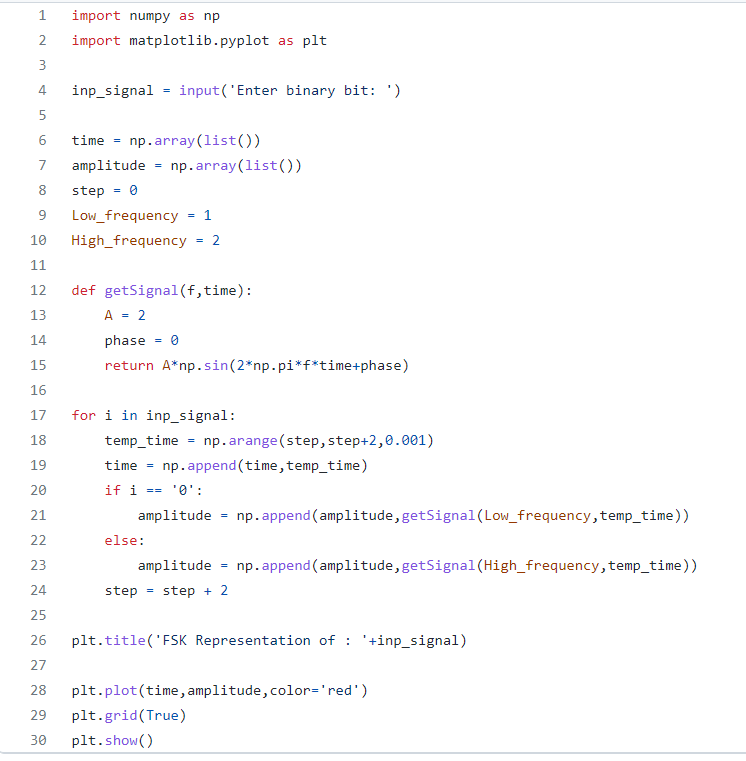 1 import numpy as np
2 import matplotlib.pyplot as plt
3
4 inp_signal = input('Enter binary bit: ')
5
6 time = np.array(list())
7 amplitude = np.array(list())
8 step = 0
9 Low_frequency = 1
10 High_frequency = 2
11
12 def getSignal(f,time):
13     A = 2
14     phase = 0
15     return A*np.sin(2*np.pi*f*time+phase)
16
17 for i in inp_signal:
18     temp_time = np.arange(step,step+2,0.001)
19     time = np.append(time,temp_time)
20     if i == '0':
21         amplitude = np.append(amplitude,getSignal(Low_frequency,temp_time))
22     else:
23         amplitude = np.append(amplitude,getSignal(High_frequency,temp_time))
24     step = step + 2
25
26 plt.title('FSK Representation of : '+inp_signal)
27
28 plt.plot(time,amplitude,color='red')
29 plt.grid(True)
30 plt.show()